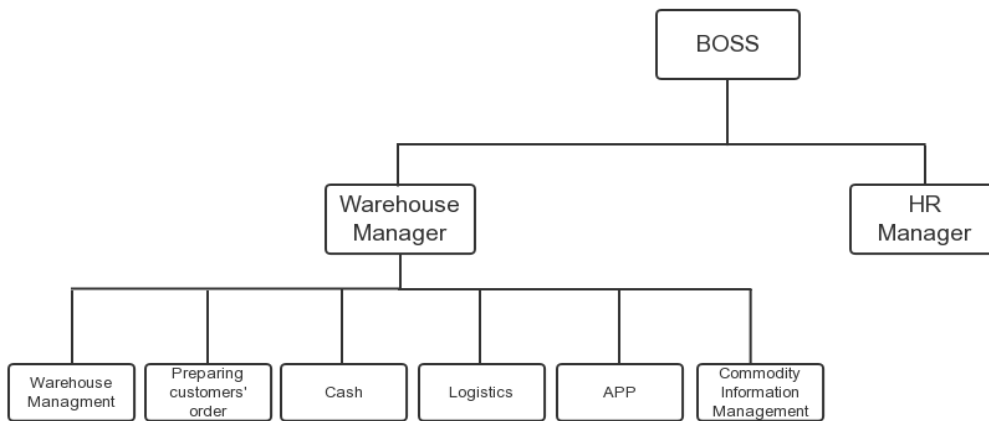 BOSS
Warehouse
Manager
HR
Manager
Warehouse
Managment
Preparing
customers'
order
Cash
Logistics
APP
Commodity
Information
Management